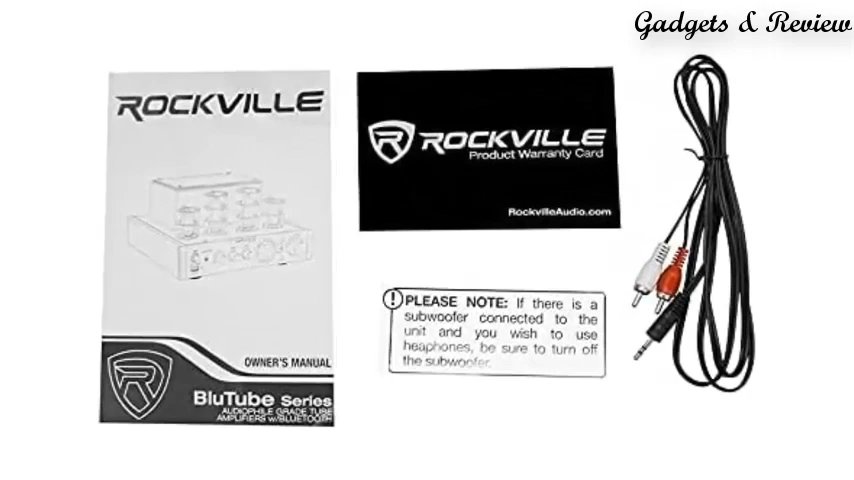 Gadgets & Review
ROCKVILLE
OWNER'S MANUAL
BluTube Series
AUDIOPHILE GRADE TUBE
AMPLIFIERS W/BLUETOOTH
R ROCKVILLE
Product Warranty Card
RockvilleAudio.com
! PLEASE NOTE: If there is a
subwoofer connected to the
unit and you wish to use
heaphones, be sure to turn off
the subwoofer.
R